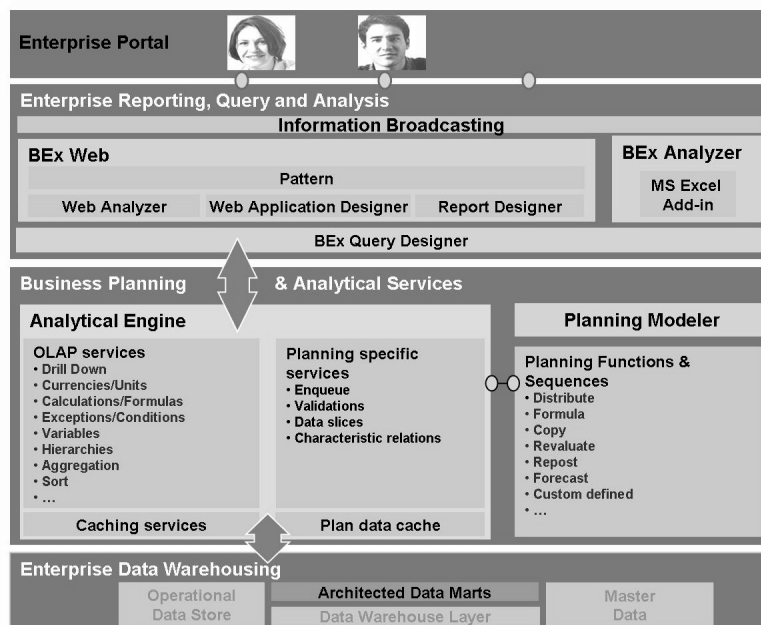 Enterprise Portal
Enterprise Reporting, Query and Analysis
Information Broadcasting
BEx Web
Pattern
Web Analyzer
Web Application Designer
Report Designer
BEx Analyzer
MS Excel
Add-in
BEx Query Designer
Business Planning & Analytical Services
Analytical Engine
OLAP services
• Drill Down
• Currencies/Units
• Calculations/Formulas
• Exceptions/Conditions
• Variables
• Hierarchies
• Aggregation
• Sort
• ...
Caching services
Planning specific
services
• Enqueue
• Validations
• Data slices
• Characteristic relations
Plan data cache
Planning Modeler
Planning Functions &
Sequences
• Distribute
• Formula
• Copy
• Revaluate
• Repost
• Forecast
• Custom defined
• ...
Enterprise Data Warehousing
Operational
Data Store
Architected Data Marts
Data Warehouse Layer
Master
Data